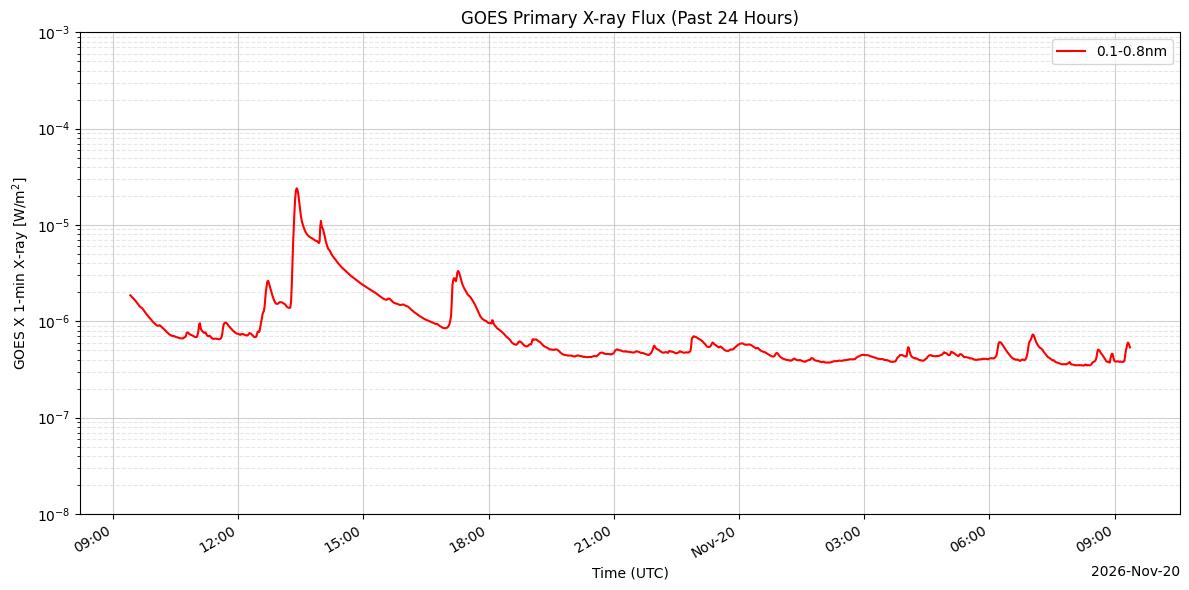 GOES Primary X-ray Flux (Past 24 Hours)
0.1-0.8nm
GOES X 1-min X-ray [W/m²]
10⁻³
10⁻⁴
10⁻⁵
10⁻⁶
10⁻⁷
10⁻⁸
09:00
12:00
15:00
18:00
21:00
Nov-20
03:00
06:00
09:00
Time (UTC)
2026-Nov-20